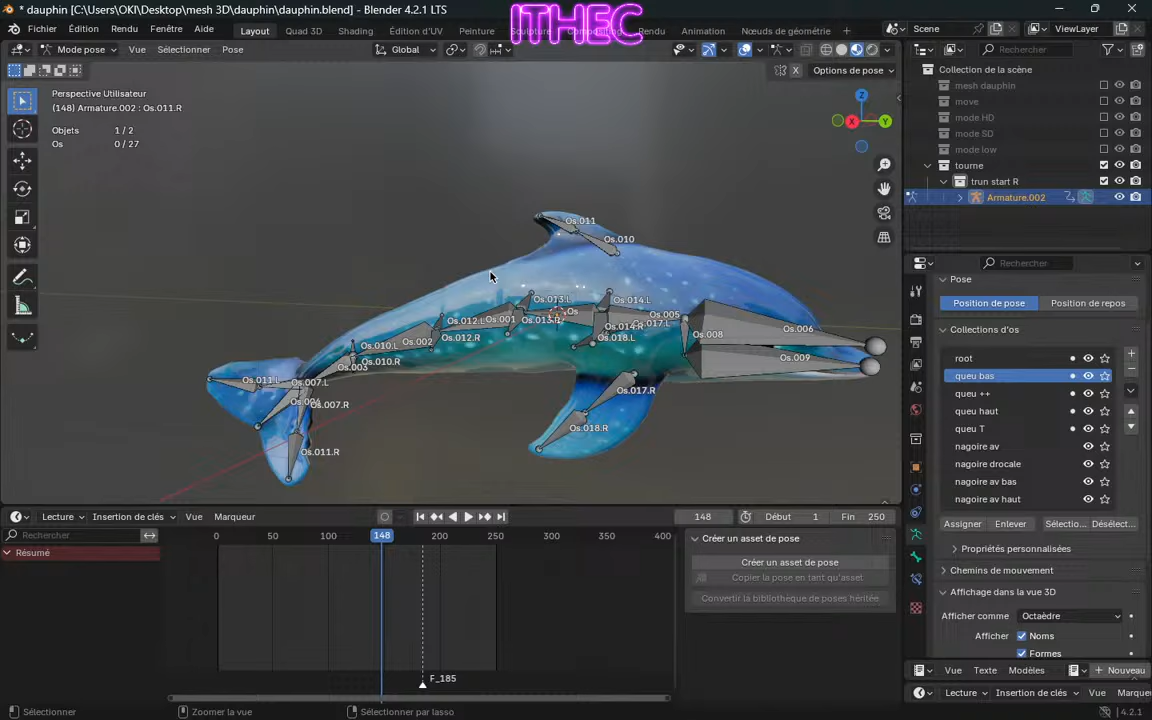 * dauphin [C:\Users\OKI\Desktop\mesh 3D\dauphin\dauphin.blend] - Blender 4.2.1 LTS
ITHEC
Fichier Éditer Rendu Fenêtre Aide Layout Quad 3D Shading Édition d'UV Peinture Rendu Animation Nœuds de géométrie + Scene ViewLayer
Mode pose Vue Sélectionner Pose Global Rechercher
X Options de pose
Perspective Utilisateur
(148) Armature.002 : Os.011.R
Objets 1 / 2
Os 0 / 27
Z
X
Y
Os.011
Os.010
Os.013.L
Os.014.L
Os.012.L
Os.001
Os
Os.005
Os.017.L
Os.006
Os.012.R
Os.002
Os.018.L
Os.008
Os.010.L
Os.009
Os.010.R
Os.003
Os.011.L
Os.007.L
Os.017.R
Os.007.R
Os.018.R
Os.011.R
Collection de la scène
mesh dauphin
move
mode HD
mode SD
mode low
tourne
trun start R
Armature.002
Rechercher
Pose
Position de pose Position de repos
Collections d'os
root
queu bas
queu ++
queu haut
queu T
nagoire av
nagoire drocale
nagoire av bas
nagoire av haut
Assigner Enlever Sélectio... Désélect...
Propriétés personnalisées
Chemins de mouvement
Affichage dans la vue 3D
Afficher comme Octaèdre
Afficher Noms
Formes
Vue Texte Modèles + Nouveau
Lecture Insertion de clés Vue Marque
Lecture Insertion de clés Vue Marqueur 148 Début 1 Fin 250
Rechercher 0 50 100 148 200 250 300 350 400
Résumé
F_185
Créer un asset de pose
Créer un asset de pose
Copier la pose en tant qu'asset
Convertir la bibliothèque de poses héritée
Sélectionner Zoomer la vue Sélectionner par lasso 4.2.1